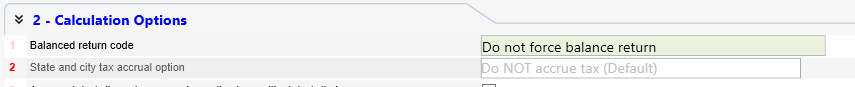 2 - Calculation Options
1 Balanced return code Do not force balance return
2 State and city tax accrual option Do NOT accrue tax (Default)